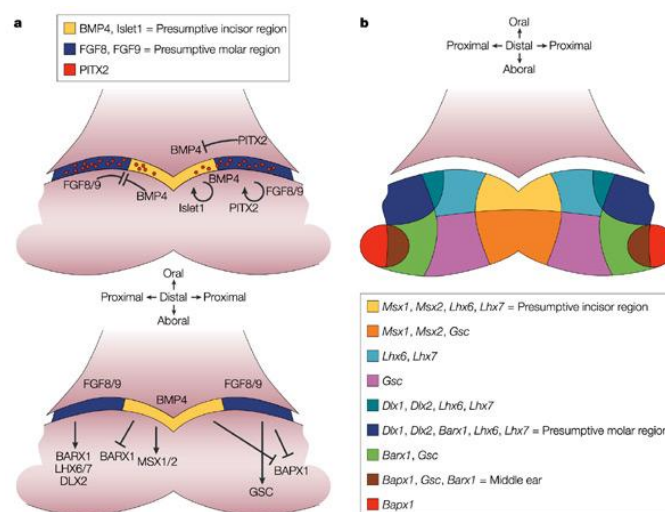 a
BMP4, Islet1 = Presumptive incisor region
FGF8, FGF9 = Presumptive molar region
PITX2
BMP4
PITX2
FGF8/9
BMP4
BMP4
FGF8/9
Islet1
PITX2
Oral
Proximal
Distal
Proximal
Aboral
FGF8/9
BMP4
FGF8/9
BARX1
LHX6/7
DLX2
BARX1
MSX1/2
BAPX1
GSC
b
Oral
Proximal
Distal
Proximal
Aboral
Msx1, Msx2, Lhx6, Lhx7 = Presumptive incisor region
Msx1, Msx2, Gsc
Lhx6, Lhx7
Gsc
Dlx1, Dlx2, Lhx6, Lhx7
Dlx1, Dlx2, Barx1, Lhx6, Lhx7 = Presumptive molar region
Barx1, Gsc
Bapx1, Gsc, Barx1 = Middle ear
Bapx1